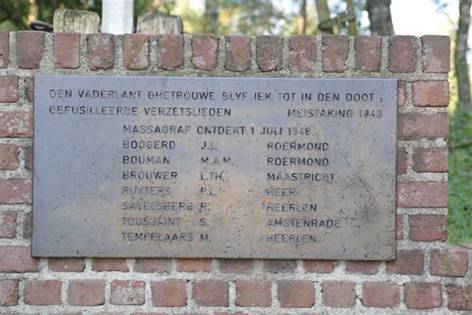 DEN VADERLANT GHETROUWE BLYF IEK TOT IN DEN DOOT :
GEFUSILLEERDE VERZETSLIEDEN MEISTAKING 1943
MASSAGRAF ONTDEKT 1 JULI 1946.
BOOGERD J.L. ROERMOND
BOUMAN M.A.M. ROERMOND
BROUWER L.TH. MAASTRICHT
RUXTERS P.L. HEER
SAVELSBERG R. HEERLEN
TOUSSAINT S. AMSTENRADE
TEMPELAARS M. HEERLEN